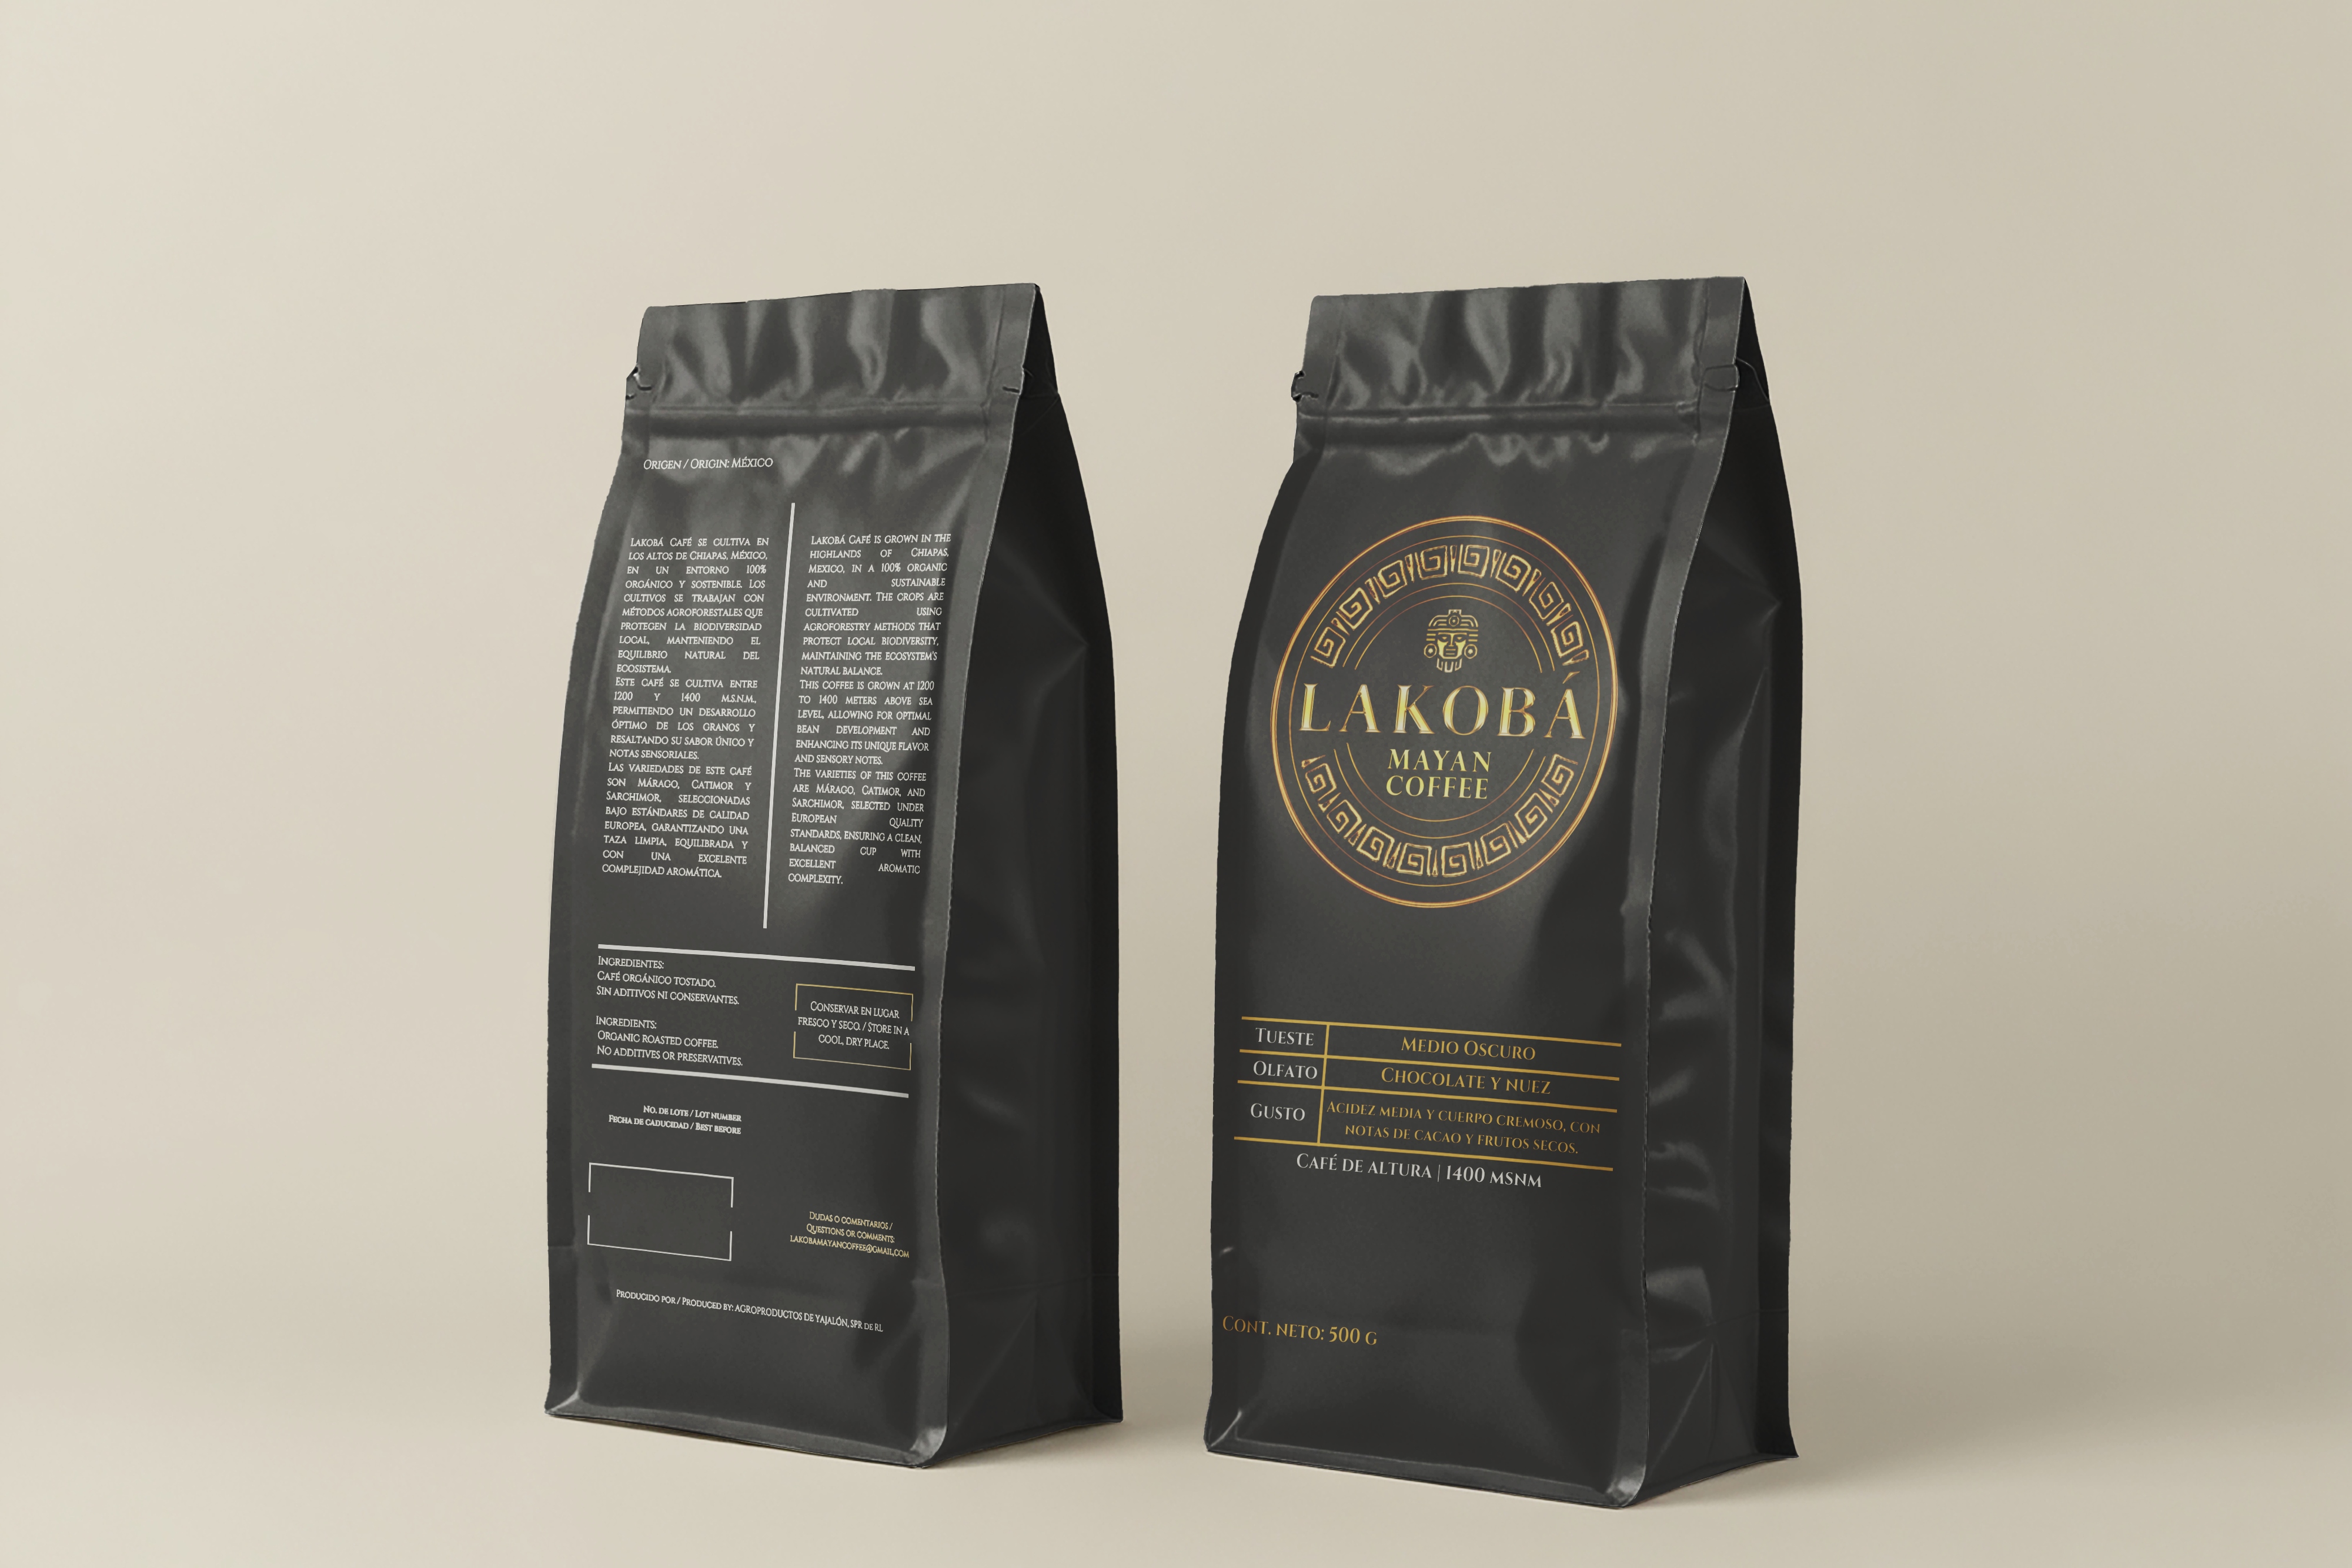 Origen / Origin: México
Lakobá Café se cultiva en
los altos de Chiapas, México,
en un entorno 100%
orgánico y sostenible. Los
cultivos se trabajan con
métodos agroforestales que
protegen la biodiversidad
local, manteniendo el
equilibrio natural del
ecosistema.
Este café se cultiva entre
1200 y 1400 m.s.n.m.,
permitiendo un desarrollo
óptimo de los granos y
resaltando su sabor único y
notas sensoriales.
Las variedades de este café
son Márago, Catimor y
Sarchimor, seleccionadas
bajo estándares de calidad
europea, garantizando una
taza limpia, equilibrada y
con una excelente
complejidad aromática.
Lakobá Café is grown in the
highlands of Chiapas,
Mexico, in a 100% organic
and sustainable
environment. The crops are
cultivated using
agroforestry methods that
protect local biodiversity,
maintaining the ecosystem's
natural balance.
This coffee is grown at 1200
to 1400 meters above sea
level, allowing for optimal
bean development and
enhancing its unique flavor
and sensory notes.
The varieties of this coffee
are Márago, Catimor, and
Sarchimor, selected under
European quality
standards, ensuring a clean,
balanced cup with
excellent aromatic
complexity.
Ingredientes:
Café orgánico tostado.
Sin aditivos ni conservantes.
Ingredients:
Organic roasted coffee.
No additives or preservatives.
Conservar en lugar
fresco y seco. / Store in a
cool, dry place.
No. de lote / Lot number
Fecha de caducidad / Best before
Dudas o comentarios /
Questions or comments:
lakobamayancoffee@gmail.com
Producido por / Produced by: Agroproductos de Yajalón, SPR de RL
LAKOBÁ
MAYAN
COFFEE
Tueste Medio Oscuro
Olfato Chocolate y nuez
Gusto Acidez media y cuerpo cremoso, con
notas de cacao y frutos secos.
Café de altura | 1400 msnm
Cont. neto: 500 g